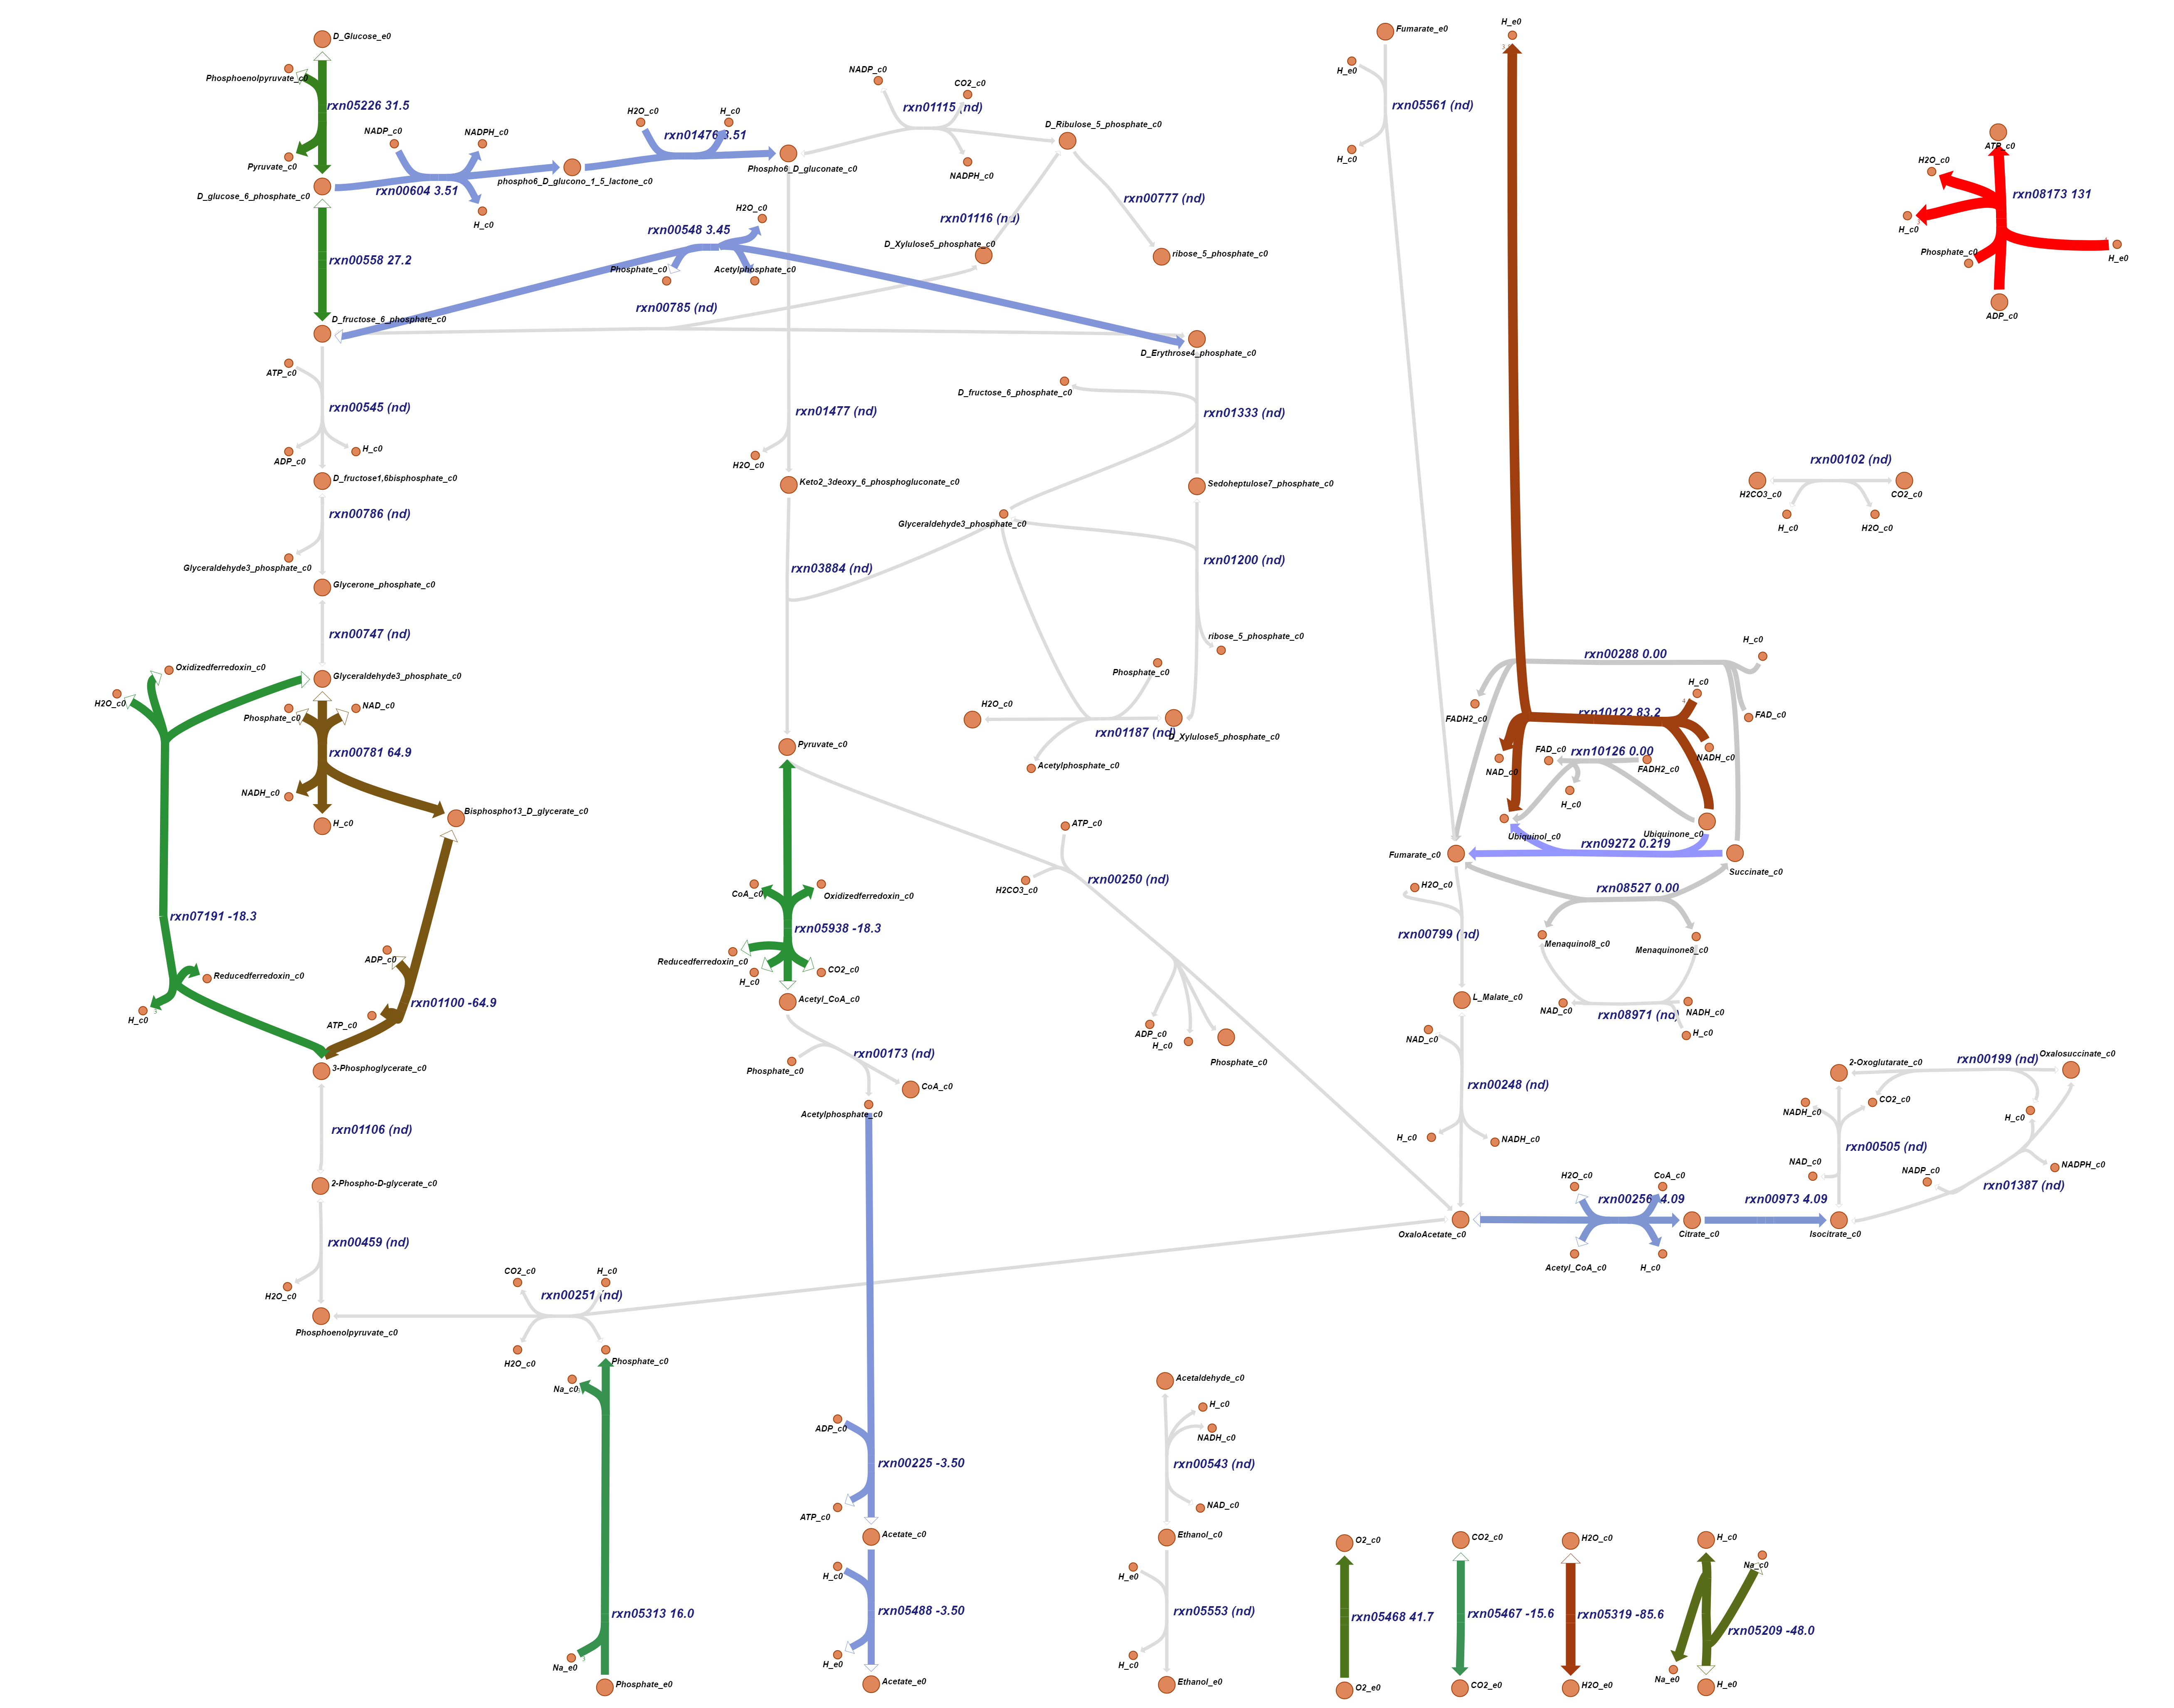 D_Glucose_e0
Phosphoenolpyruvate_c0
rxn05226 31.5
Pyruvate_c0
D_glucose_6_phosphate_c0
NADP_c0
NADPH_c0
rxn00604 3.51
H_c0
phospho6_D_glucono_1_5_lactone_c0
H2O_c0
H_c0
rxn01476 3.51
Phospho6_D_gluconate_c0
NADP_c0
CO2_c0
rxn01115 (nd)
NADPH_c0
D_Ribulose_5_phosphate_c0
rxn00777 (nd)
rxn01116 (nd)
D_Xylulose5_phosphate_c0
ribose_5_phosphate_c0
rxn00558 27.2
rxn00548 3.45
H2O_c0
Phosphate_c0
Acetylphosphate_c0
rxn00785 (nd)
D_fructose_6_phosphate_c0
D_Erythrose4_phosphate_c0
ATP_c0
rxn00545 (nd)
ADP_c0
H_c0
D_fructose1,6bisphosphate_c0
rxn00786 (nd)
Glyceraldehyde3_phosphate_c0
Glycerone_phosphate_c0
rxn00747 (nd)
Glyceraldehyde3_phosphate_c0
Oxidizedferredoxin_c0
H2O_c0
Phosphate_c0
NAD_c0
rxn00781 64.9
NADH_c0
H_c0
Bisphospho13_D_glycerate_c0
rxn07191 -18.3
Reducedferredoxin_c0
H_c0
ADP_c0
rxn01100 -64.9
ATP_c0
3-Phosphoglycerate_c0
rxn01106 (nd)
2-Phospho-D-glycerate_c0
rxn00459 (nd)
H2O_c0
Phosphoenolpyruvate_c0
CO2_c0
H_c0
rxn00251 (nd)
H2O_c0
Phosphate_c0
Na_c0
rxn05313 16.0
Na_e0
Phosphate_e0
rxn01477 (nd)
H2O_c0
Keto2_3deoxy_6_phosphogluconate_c0
rxn03884 (nd)
D_fructose_6_phosphate_c0
rxn01333 (nd)
Sedoheptulose7_phosphate_c0
Glyceraldehyde3_phosphate_c0
rxn01200 (nd)
ribose_5_phosphate_c0
Phosphate_c0
H2O_c0
rxn01187 (nd)
D_Xylulose5_phosphate_c0
Acetylphosphate_c0
Pyruvate_c0
CoA_c0
Oxidizedferredoxin_c0
rxn05938 -18.3
Reducedferredoxin_c0
H_c0
CO2_c0
Acetyl_CoA_c0
rxn00173 (nd)
Phosphate_c0
CoA_c0
Acetylphosphate_c0
ATP_c0
H2CO3_c0
rxn00250 (nd)
ADP_c0
H_c0
Phosphate_c0
ADP_c0
rxn00225 -3.50
ATP_c0
Acetate_c0
H_c0
rxn05488 -3.50
H_e0
Acetate_e0
Acetaldehyde_c0
H_c0
NADH_c0
rxn00543 (nd)
NAD_c0
Ethanol_c0
H_e0
rxn05553 (nd)
H_c0
Ethanol_e0
Fumarate_e0
H_e0
rxn05561 (nd)
H_c0
H_e0
ATP_c0
H2O_c0
rxn08173 131
H_c0
Phosphate_c0
H_e0
ADP_c0
rxn00102 (nd)
H2CO3_c0
CO2_c0
H_c0
H2O_c0
rxn00288 0.00
H_c0
FADH2_c0
FAD_c0
H_c0
rxn10122 83.2
NAD_c0
NADH_c0
FAD_c0
rxn10126 0.00
FADH2_c0
H_c0
Ubiquinol_c0
Ubiquinone_c0
rxn09272 0.219
Fumarate_c0
Succinate_c0
rxn08527 0.00
H2O_c0
rxn00799 (nd)
Menaquinol8_c0
Menaquinone8_c0
NAD_c0
NADH_c0
rxn08971 (nd)
H_c0
L_Malate_c0
NAD_c0
rxn00248 (nd)
H_c0
NADH_c0
OxaloAcetate_c0
H2O_c0
CoA_c0
rxn00256 4.09
Acetyl_CoA_c0
H_c0
Citrate_c0
rxn00973 4.09
Isocitrate_c0
2-Oxoglutarate_c0
rxn00199 (nd)
Oxalosuccinate_c0
NADH_c0
CO2_c0
H_c0
rxn00505 (nd)
NAD_c0
NADP_c0
NADPH_c0
rxn01387 (nd)
O2_c0
rxn05468 41.7
O2_e0
CO2_c0
rxn05467 -15.6
CO2_e0
H2O_c0
rxn05319 -85.6
H2O_e0
H_c0
Na_c0
rxn05209 -48.0
Na_e0
H_e0